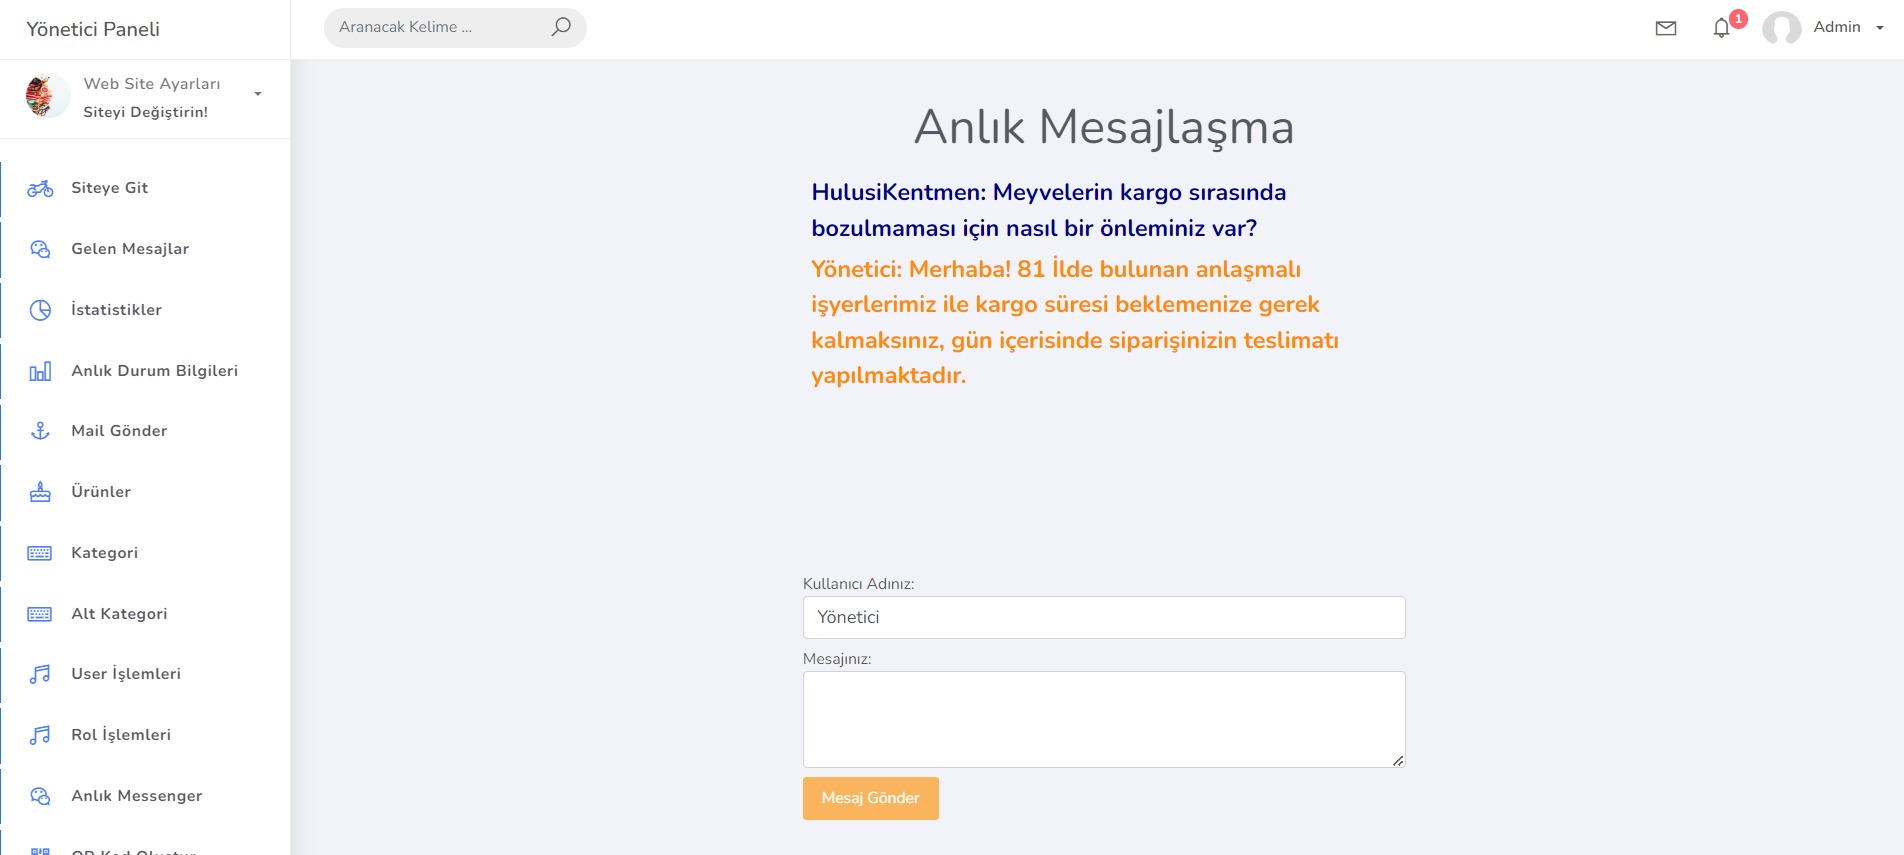 Yönetici Paneli
Aranacak Kelime ...
1
Admin
Web Site Ayarları
Siteyi Değiştirin!
Siteye Git
Gelen Mesajlar
İstatistikler
Anlık Durum Bilgileri
Mail Gönder
Ürünler
Kategori
Alt Kategori
User İşlemleri
Rol İşlemleri
Anlık Messenger
QR Kod Oluştur
Anlık Mesajlaşma
HulusiKentmen: Meyvelerin kargo sırasında
bozulmaması için nasıl bir önleminiz var?
Yönetici: Merhaba! 81 İlde bulunan anlaşmalı
işyerlerimiz ile kargo süresi beklemenize gerek
kalmaksınız, gün içerisinde siparişinizin teslimatı
yapılmaktadır.
Kullanıcı Adınız:
Yönetici
Mesajınız:
Mesaj Gönder